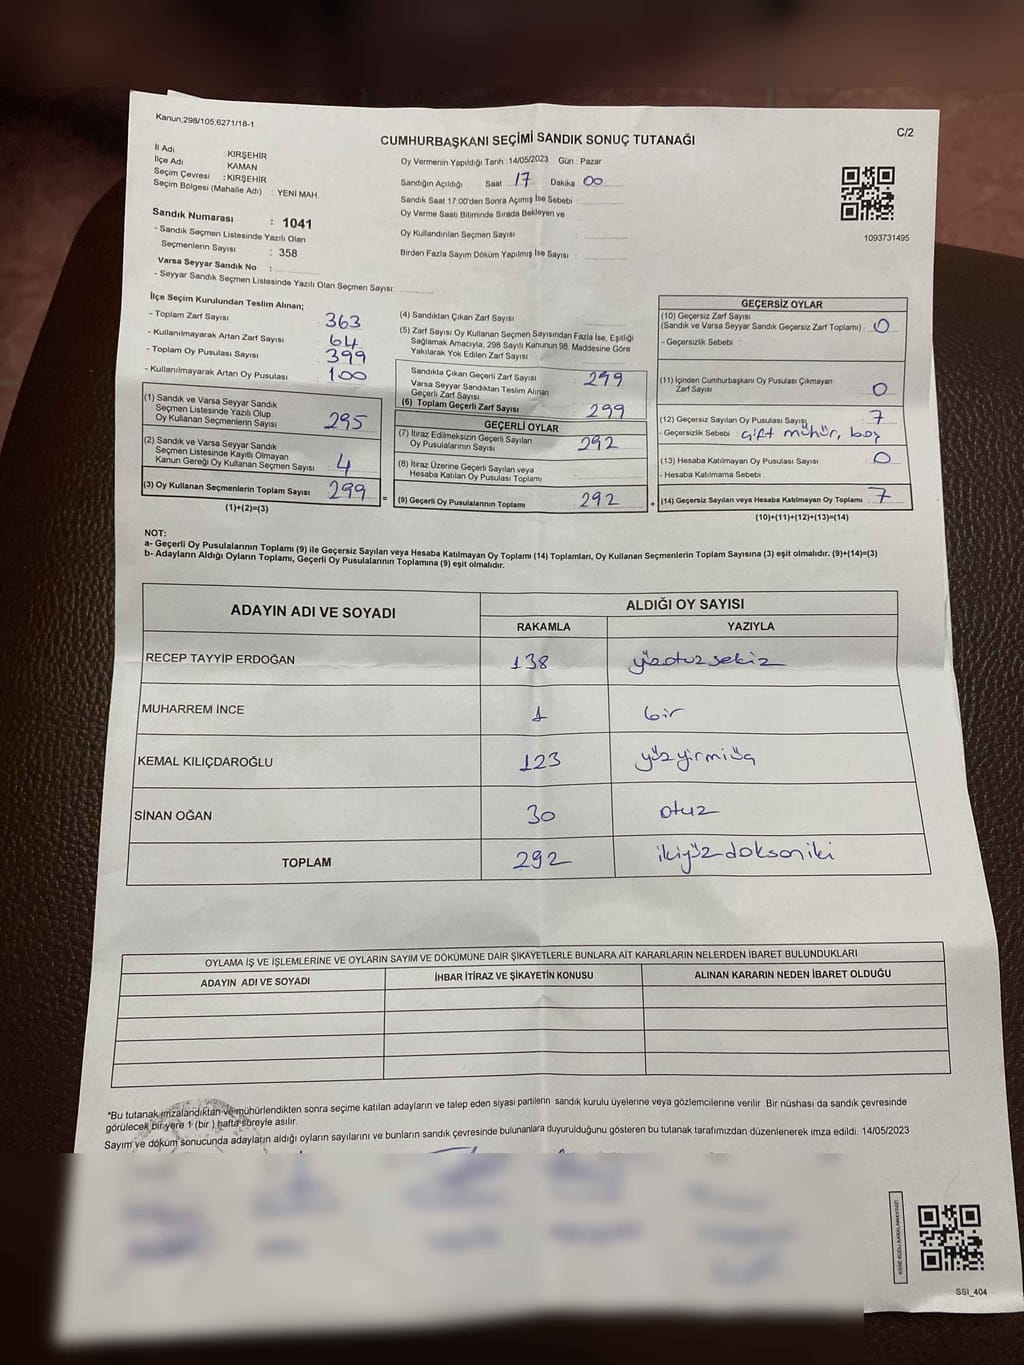 Kanun;298/105,6271/18-1
C/2
CUMHURBAŞKANI SEÇİMİ SANDIK SONUÇ TUTANAĞI
İl Adı : KIRŞEHİR
İlçe Adı : KAMAN
Seçim Çevresi : KIRŞEHİR
Seçim Bölgesi (Mahalle Adı) : YENİ MAH.
Sandık Numarası : 1041
- Sandık Seçmen Listesinde Yazılı Olan
Seçmenlerin Sayısı : 358
Varsa Seyyar Sandık No :
- Seyyar Sandık Seçmen Listesinde Yazılı Olan Seçmen Sayısı:
Oy Vermenin Yapıldığı Tarih :14/05/2023 Gün : Pazar
Sandığın Açıldığı Saat 17 Dakika 00
Sandık Saat 17:00'den Sonra Açılmış İse Sebebi :
Oy Verme Saati Bitiminde Sırada Bekleyen ve
Oy Kullandırılan Seçmen Sayısı :
Birden Fazla Sayım Döküm Yapılmış İse Sayısı :
1093731495
İlçe Seçim Kurulundan Teslim Alınan;
- Toplam Zarf Sayısı : 363
- Kullanılmayarak Artan Zarf Sayısı : 64
- Toplam Oy Pusulası Sayısı : 399
- Kullanılmayarak Artan Oy Pusulası : 100
(1) Sandık ve Varsa Seyyar Sandık
Seçmen Listesinde Yazılı Olup
Oy Kullanan Seçmenlerin Sayısı : 295
(2) Sandık ve Varsa Seyyar Sandık
Seçmen Listesinde Kayıtlı Olmayan
Kanun Gereği Oy Kullanan Seçmen Sayısı : 4
(3) Oy Kullanan Seçmenlerin Toplam Sayısı : 299
(1)+(2)=(3)
(4) Sandıktan Çıkan Zarf Sayısı :
(5) Zarf Sayısı Oy Kullanan Seçmen Sayısından Fazla İse, Eşitliği
Sağlamak Amacıyla, 298 Sayılı Kanunun 98. Maddesine Göre
Yakılarak Yok Edilen Zarf Sayısı :
Sandıkta Çıkan Geçerli Zarf Sayısı : 299
Varsa Seyyar Sandıktan Teslim Alınan
Geçerli Zarf Sayısı :
(6) Toplam Geçerli Zarf Sayısı : 299
GEÇERLİ OYLAR
(7) İtiraz Edilmeksizin Geçerli Sayılan
Oy Pusulalarının Sayısı : 292
(8) İtiraz Üzerine Geçerli Sayılan veya
Hesaba Katılan Oy Pusulası Toplamı :
= (9) Geçerli Oy Pusulalarının Toplamı : 292
GEÇERSİZ OYLAR
(10) Geçersiz Zarf Sayısı
(Sandık ve Varsa Seyyar Sandık Geçersiz Zarf Toplamı) : 0
- Geçersizlik Sebebi :
(11) İçinden Cumhurbaşkanı Oy Pusulası Çıkmayan
Zarf Sayısı : 0
(12) Geçersiz Sayılan Oy Pusulası Sayısı : 7
- Geçersizlik Sebebi : çift mühür, boş
(13) Hesaba Katılmayan Oy Pusulası Sayısı : 0
- Hesaba Katılmama Sebebi :
+ (14) Geçersiz Sayılan veya Hesaba Katılmayan Oy Toplamı : 7
(10)+(11)+(12)+(13)=(14)
NOT:
a- Geçerli Oy Pusulalarının Toplamı (9) ile Geçersiz Sayılan veya Hesaba Katılmayan Oy Toplamı (14) Toplamları, Oy Kullanan Seçmenlerin Toplam Sayısına (3) eşit olmalıdır. (9)+(14)=(3)
b- Adayların Aldığı Oyların Toplamı, Geçerli Oy Pusulalarının Toplamına (9) eşit olmalıdır.
ADAYIN ADI VE SOYADI ALDIĞI OY SAYISI
RAKAMLA YAZIYLA
RECEP TAYYİP ERDOĞAN 138 yüzotuzsekiz
MUHARREM İNCE 1 bir
KEMAL KILIÇDAROĞLU 123 yüzyirmiüç
SİNAN OĞAN 30 otuz
TOPLAM 292 ikiyüzdoksaniki
OYLAMA İŞ VE İŞLEMLERİNE VE OYLARIN SAYIM VE DÖKÜMÜNE DAİR ŞİKAYETLERLE BUNLARA AİT KARARLARIN NELERDEN İBARET BULUNDUKLARI
ADAYIN ADI VE SOYADI İHBAR İTİRAZ VE ŞİKAYETİN KONUSU ALINAN KARARIN NEDEN İBARET OLDUĞU
*Bu tutanak imzalandıktan ve mühürlendikten sonra seçime katılan adayların ve talep eden siyasi partilerin sandık kurulu üyelerine veya gözlemcilerine verilir. Bir nüshası da sandık çevresinde
görülecek bir yere 1 (bir ) hafta süreyle asılır.
Sayım ve döküm sonucunda adayların aldığı oyların sayılarını ve bunların sandık çevresinde bulunanlara duyurulduğunu gösteren bu tutanak tarafımızdan düzenlenerek imza edildi. 14/05/2023
SSI_404